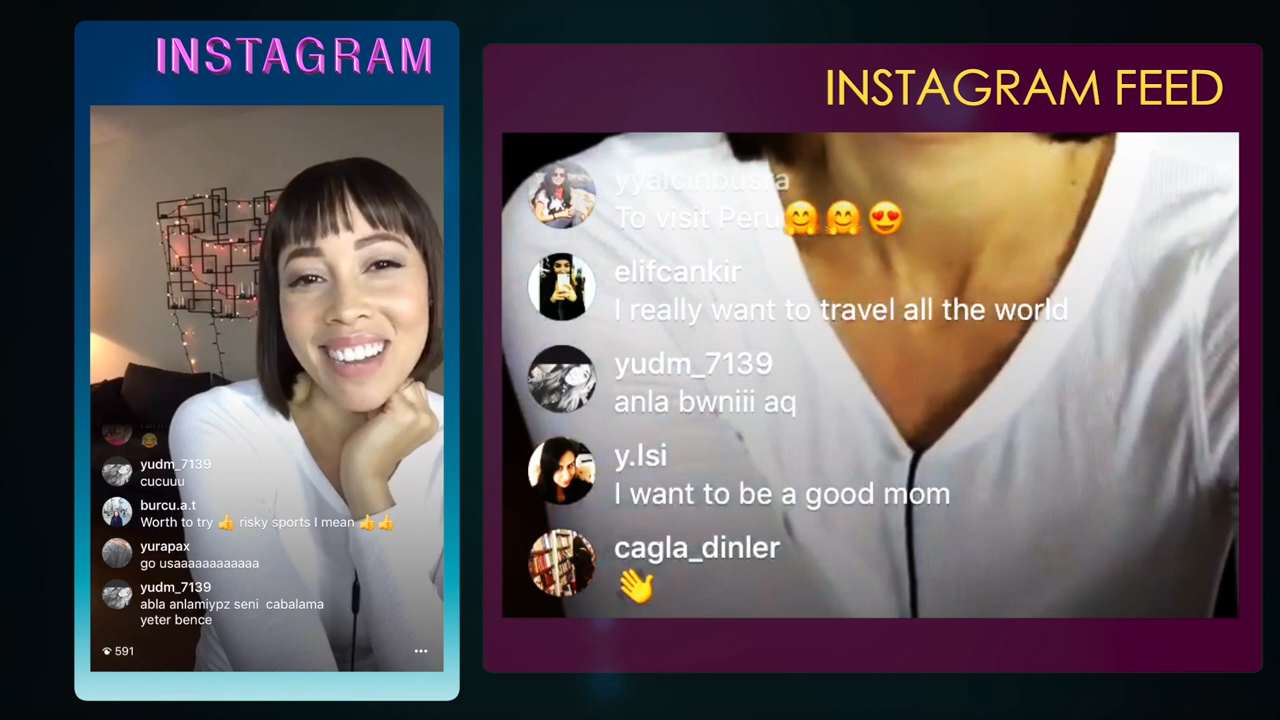 INSTAGRAM
😂
yudm_7139
cucuuu
burcu.a.t
Worth to try 👍 risky sports I mean 👍👍
yurapax
go usaaaaaaaaaaaa
yudm_7139
abla anlamiypz seni cabalama
yeter bence
591
INSTAGRAM FEED
yyalcinbusra
To visit Peru🤗🤗😍
elifcankir
I really want to travel all the world
yudm_7139
anla bwniii aq
y.lsi
I want to be a good mom
cagla_dinler
👋